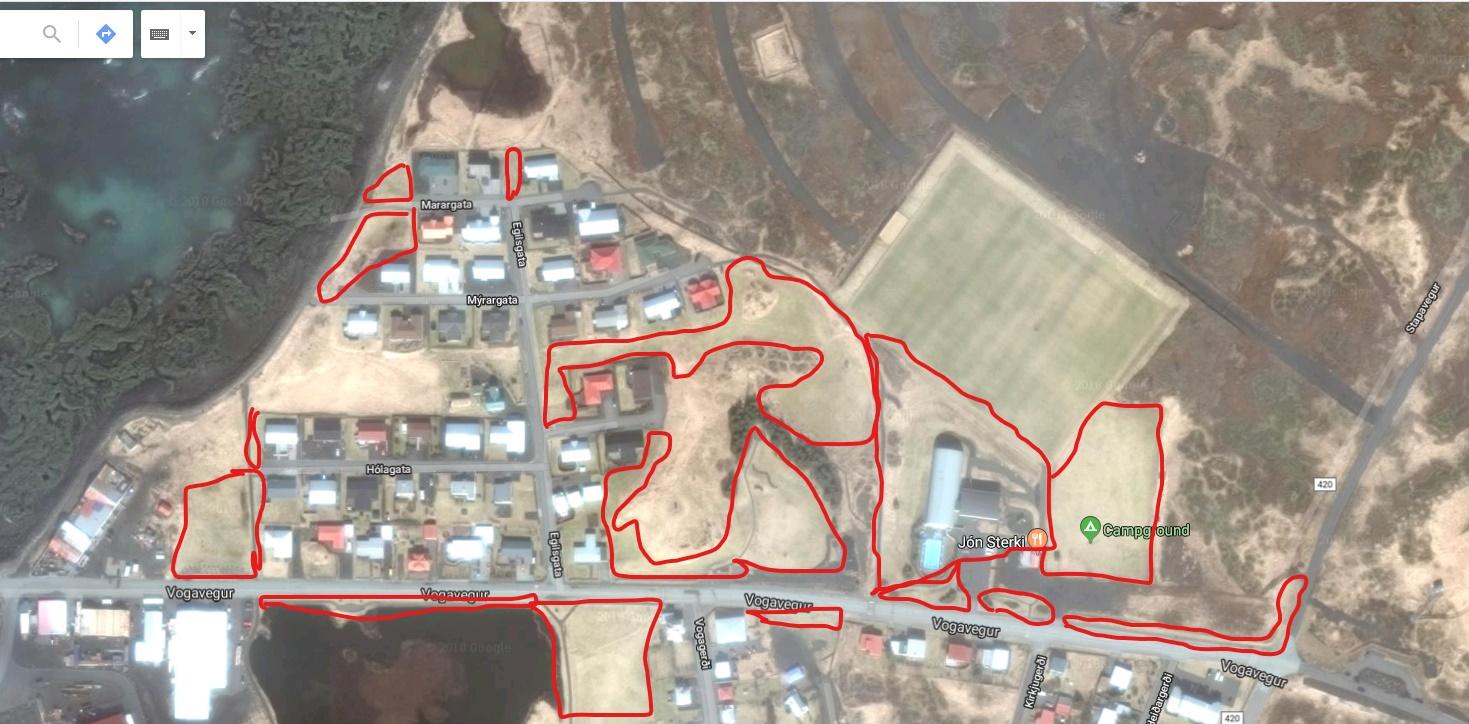 Marargata
Egilsgata
Mýrargata
Stapavegur
Hólagata
420
Campground
Jón Sterki
Egilsgata
Vogavegur
Vogavegur
Vogavegur
Vogavegur
Vogagerði
Kirkjugerði
Vogavegur
420